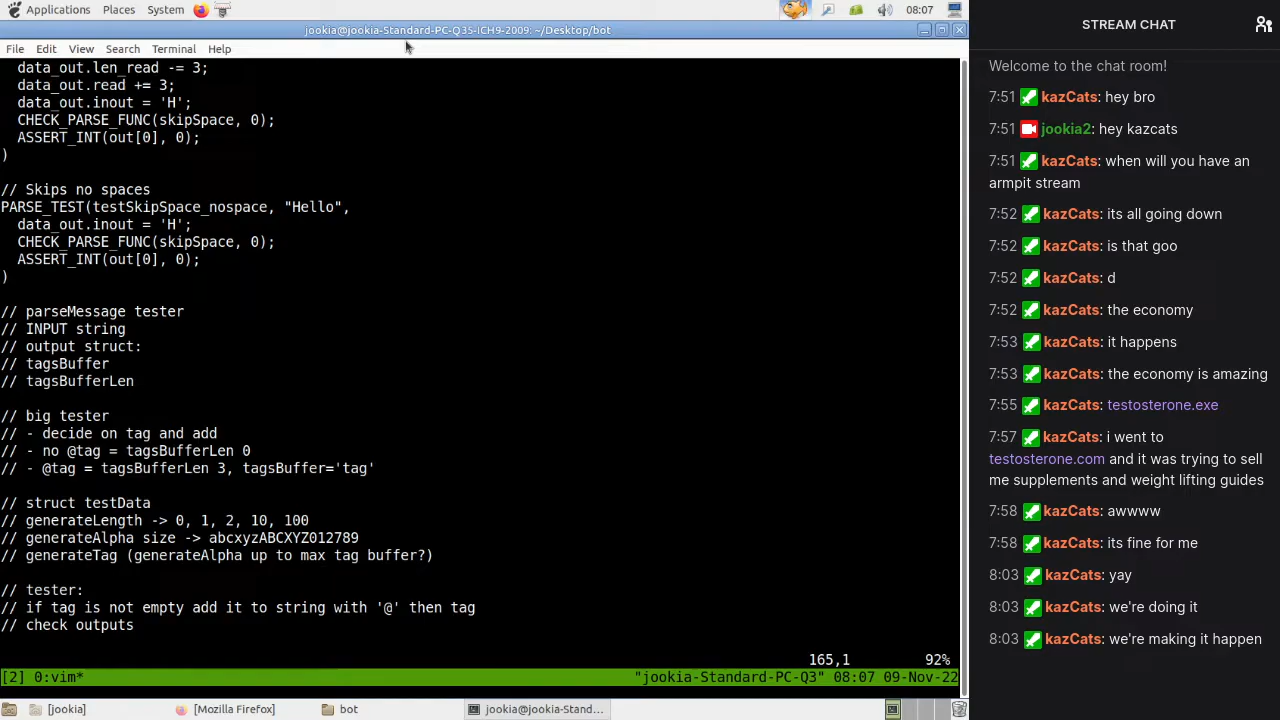 Applications Places System 08:07
jookia@jookia-Standard-PC-Q35-ICH9-2009: ~/Desktop/bot
File Edit View Search Terminal Help
data_out.len_read -= 3;
data_out.read += 3;
data_out.inout = 'H';
CHECK_PARSE_FUNC(skipSpace, 0);
ASSERT_INT(out[0], 0);
)
// Skips no spaces
PARSE_TEST(testSkipSpace_nospace, "Hello",
data_out.inout = 'H';
CHECK_PARSE_FUNC(skipSpace, 0);
ASSERT_INT(out[0], 0);
)
// parseMessage tester
// INPUT string
// output struct:
// tagsBuffer
// tagsBufferLen
// big tester
// - decide on tag and add
// - no @tag = tagsBufferLen 0
// - @tag = tagsBufferLen 3, tagsBuffer='tag'
// struct testData
// generateLength -> 0, 1, 2, 10, 100
// generateAlpha size -> abcxyzABCXYZ012789
// generateTag (generateAlpha up to max tag buffer?)
// tester:
// if tag is not empty add it to string with '@' then tag
// check outputs
165,1 92%
[2] 0:vim* "jookia-Standard-PC-Q3" 08:07 09-Nov-22
[jookia] [Mozilla Firefox] bot jookia@jookia-Stand...
STREAM CHAT
Welcome to the chat room!
7:51 kazCats: hey bro
7:51 jookia2: hey kazcats
7:51 kazCats: when will you have an
armpit stream
7:52 kazCats: its all going down
7:52 kazCats: is that goo
7:52 kazCats: d
7:52 kazCats: the economy
7:53 kazCats: it happens
7:53 kazCats: the economy is amazing
7:55 kazCats: testosterone.exe
7:57 kazCats: i went to
testosterone.com and it was trying to sell
me supplements and weight lifting guides
7:58 kazCats: awwww
7:58 kazCats: its fine for me
8:03 kazCats: yay
8:03 kazCats: we're doing it
8:03 kazCats: we're making it happen